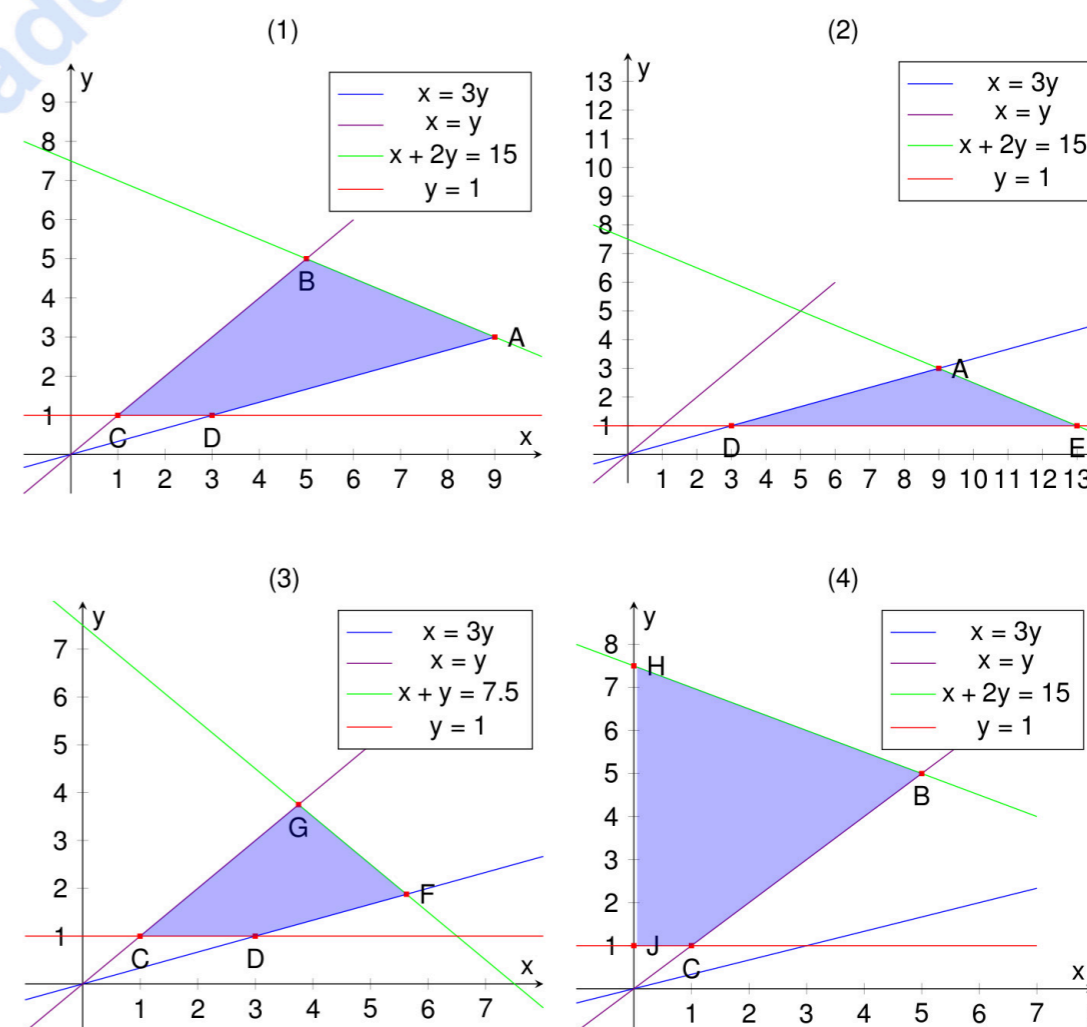 (1)
y
9
8
7
6
5
4
3
2
1
x = 3y
x = y
x + 2y = 15
y = 1
B
A
C
D
x
1 2 3 4 5 6 7 8 9
(2)
y
13
12
11
10
9
8
7
6
5
4
3
2
1
x = 3y
x = y
x + 2y = 15
y = 1
A
D
E
1 2 3 4 5 6 7 8 9 10 11 12 13
(3)
y
7
6
5
4
3
2
1
x = 3y
x = y
x + y = 7.5
y = 1
G
F
C
D
x
1 2 3 4 5 6 7
(4)
y
8
7
6
5
4
3
2
1
x = 3y
x = y
x + 2y = 15
y = 1
H
B
J
C
x
1 2 3 4 5 6 7